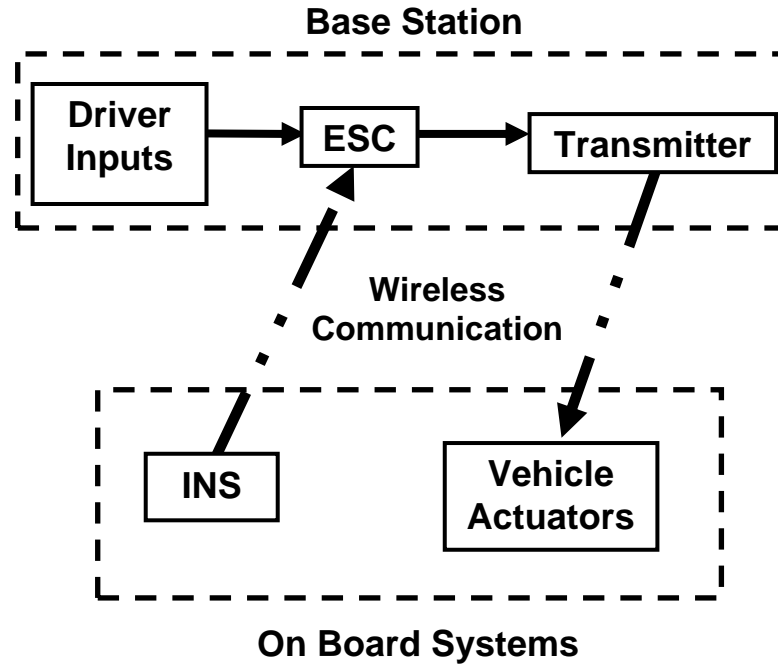 Base Station
Driver
Inputs
ESC
Transmitter
Wireless
Communication
INS
Vehicle
Actuators
On Board Systems